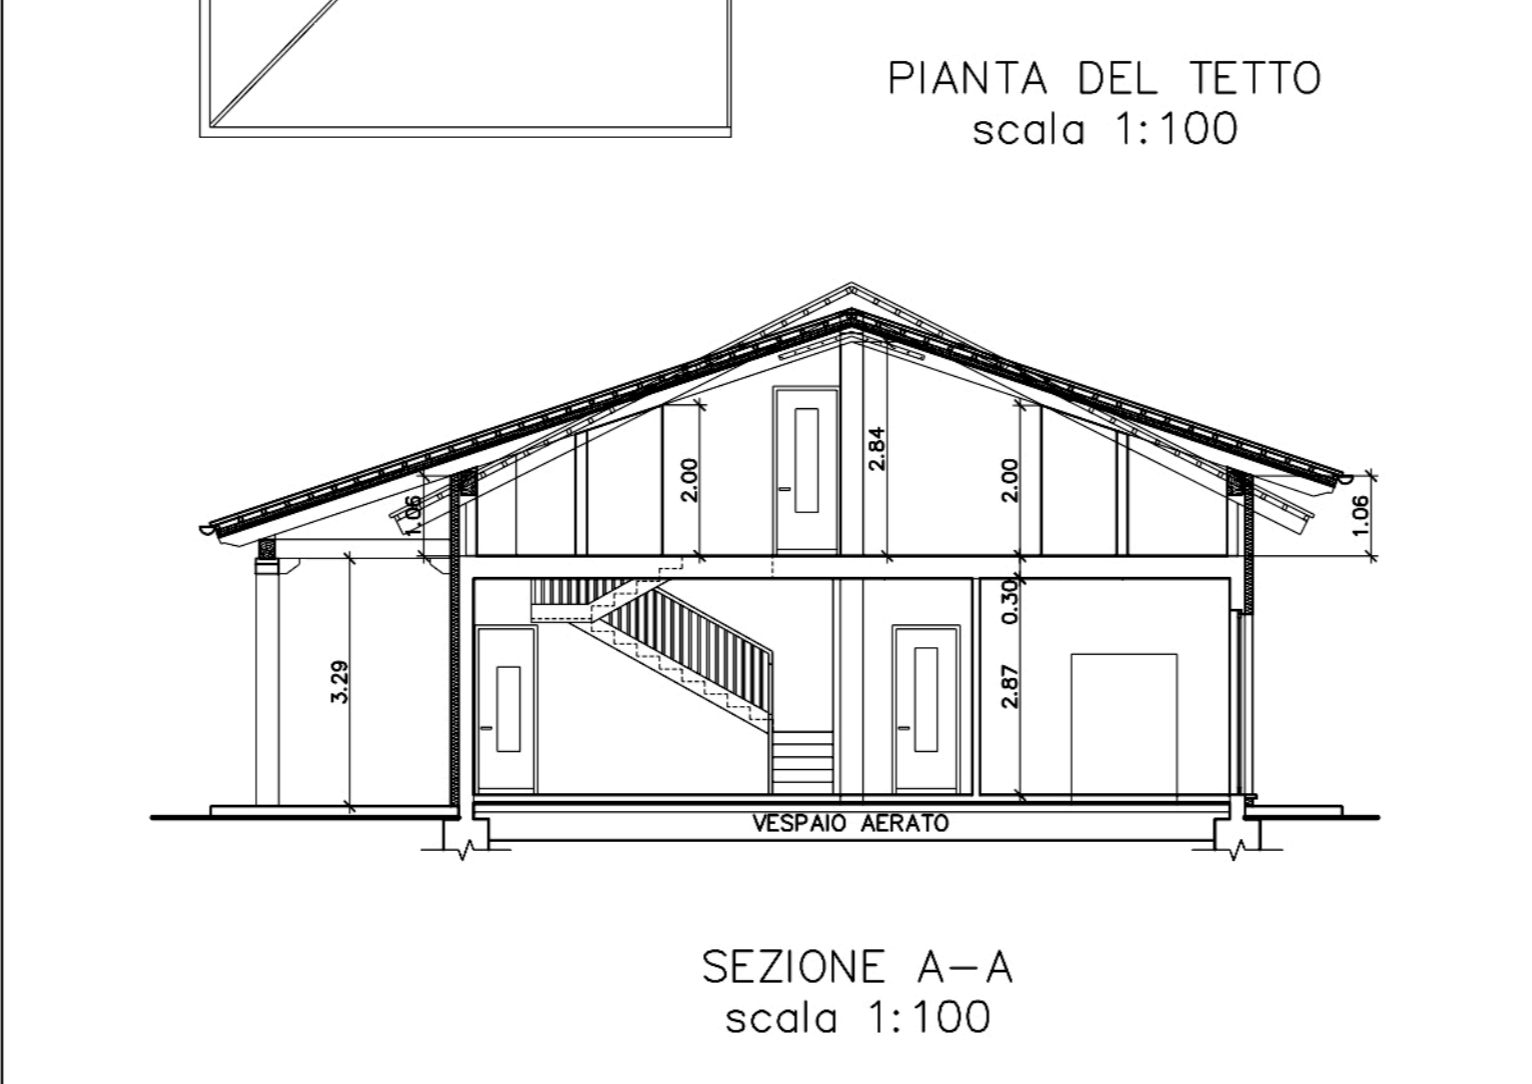 PIANTA DEL TETTO
scala 1:100
2.84
2.00
2.00
1.06
1.06
0.30
3.29
2.87
VESPAIO AERATO
SEZIONE A-A
scala 1:100